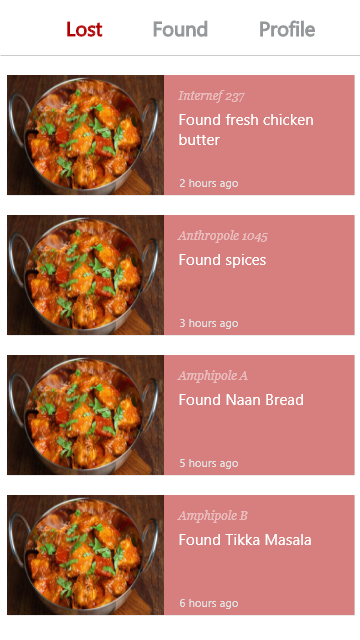 Lost Found Profile
Internef 237
Found fresh chicken
butter
2 hours ago
Anthropole 1045
Found spices
3 hours ago
Amphipole A
Found Naan Bread
5 hours ago
Amphipole B
Found Tikka Masala
6 hours ago